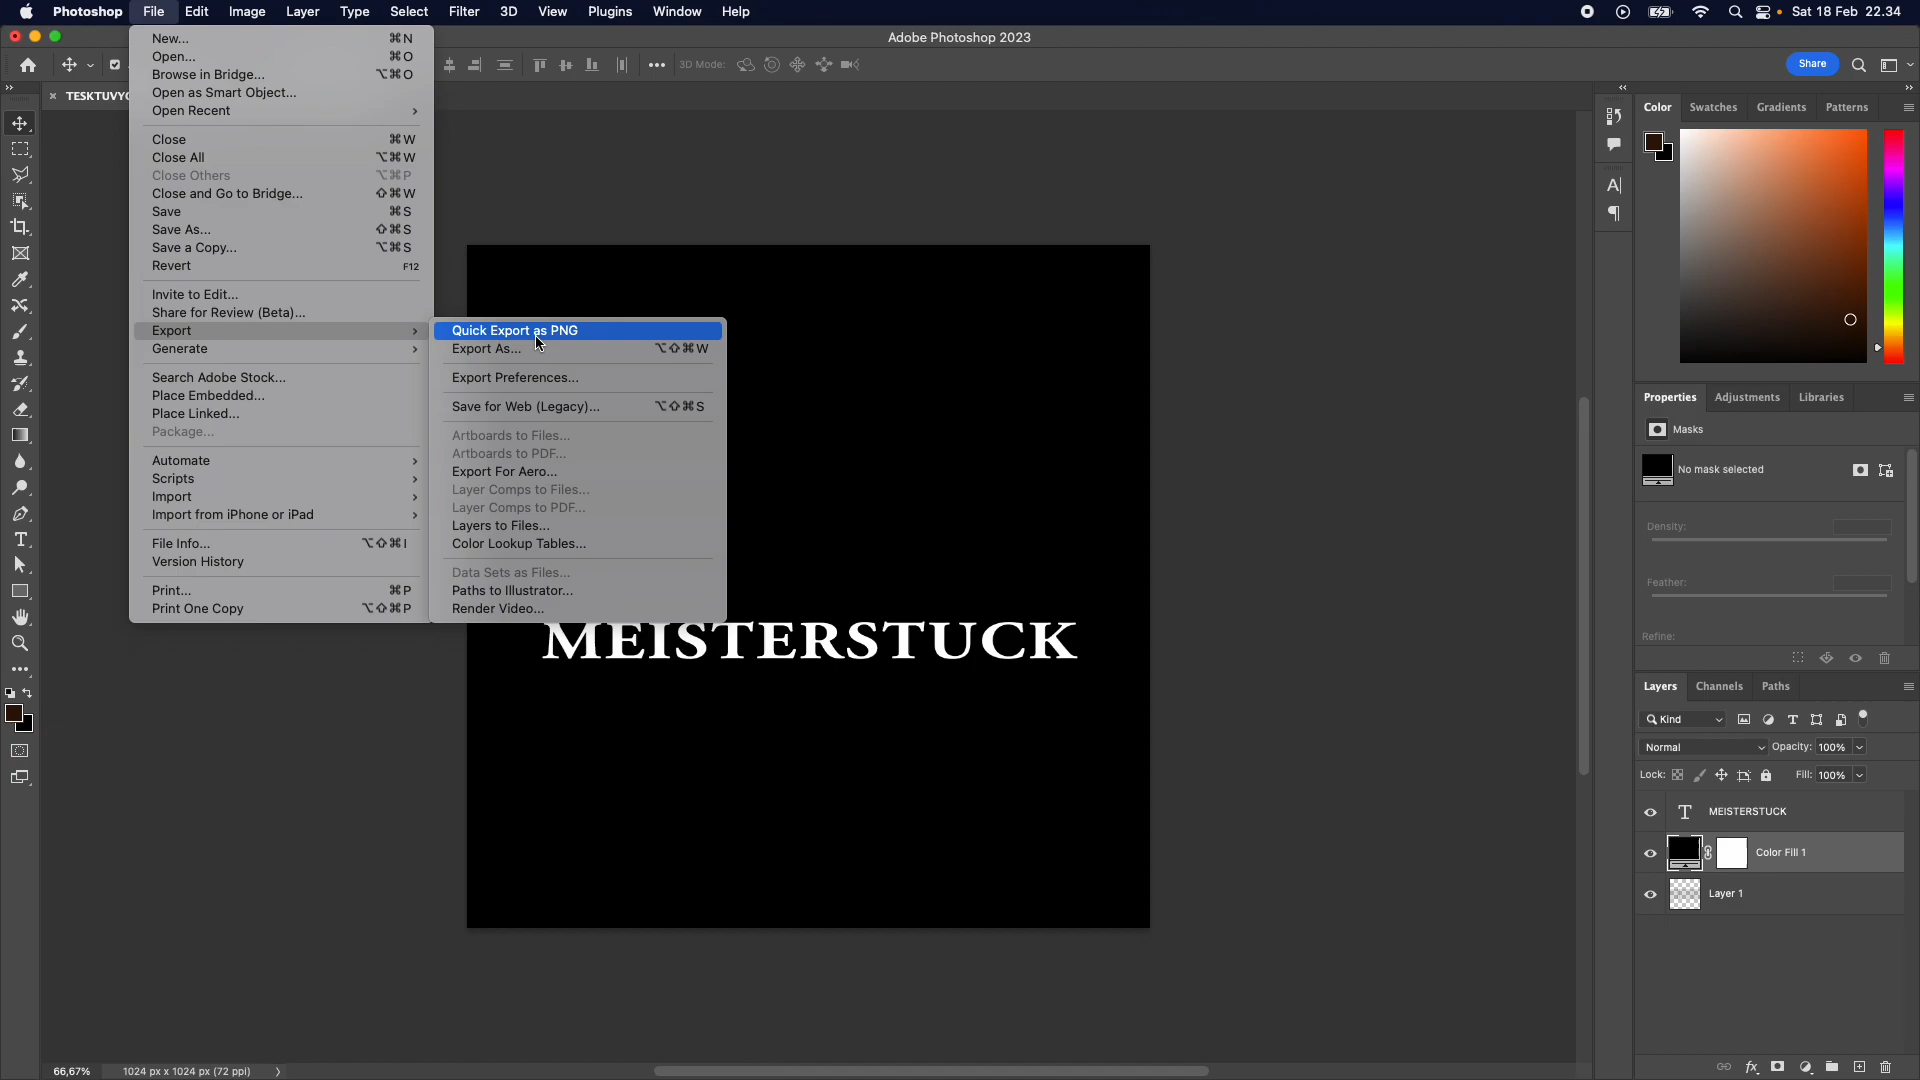 Photoshop File Edit Image Layer Type Select Filter 3D View Plugins Window Help Sat 18 Feb 22.34
Adobe Photoshop 2023
3D Mode: Share
TESKTUVY
New... ⌘N
Open... ⌘O
Browse in Bridge... ⌥⌘O
Open as Smart Object...
Open Recent >
Close ⌘W
Close All ⌥⌘W
Close Others ⌥⌘P
Close and Go to Bridge... ⇧⌘W
Save ⌘S
Save As... ⇧⌘S
Save a Copy... ⌥⌘S
Revert F12
Invite to Edit...
Share for Review (Beta)...
Export >
Generate >
Search Adobe Stock...
Place Embedded...
Place Linked...
Package...
Automate >
Scripts >
Import >
Import from iPhone or iPad >
File Info... ⌥⇧⌘I
Version History
Print... ⌘P
Print One Copy ⌥⇧⌘P
Quick Export as PNG
Export As... ⌥⇧⌘W
Export Preferences...
Save for Web (Legacy)... ⌥⇧⌘S
Artboards to Files...
Artboards to PDF...
Export For Aero...
Layer Comps to Files...
Layer Comps to PDF...
Layers to Files...
Color Lookup Tables...
Data Sets as Files...
Paths to Illustrator...
Render Video...
MEISTERSTUCK
Color Swatches Gradients Patterns
Properties Adjustments Libraries
Masks
No mask selected
Density:
Feather:
Refine:
Layers Channels Paths
Kind
Normal Opacity: 100%
Lock: Fill: 100%
T MEISTERSTUCK
Color Fill 1
Layer 1
66,67% 1024 px x 1024 px (72 ppi) >